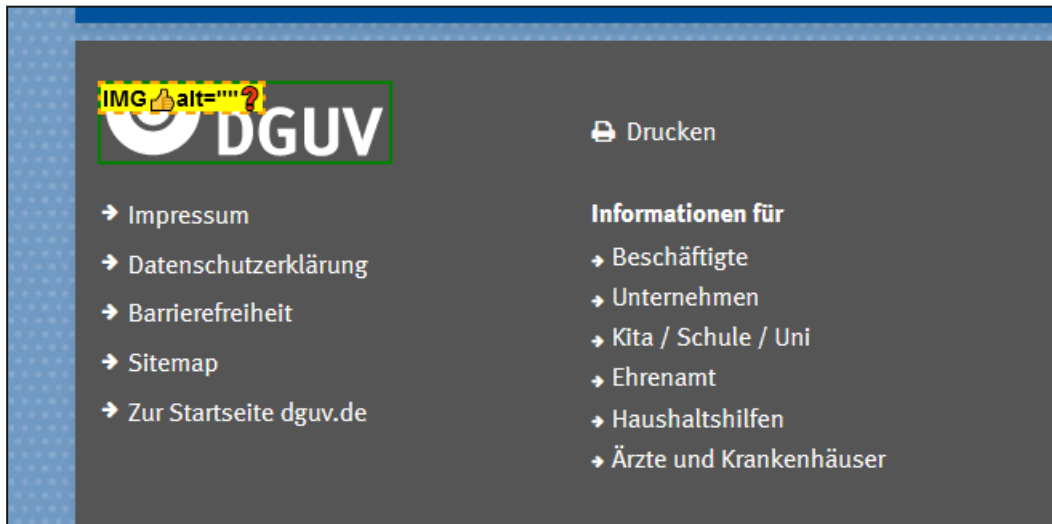 IMG👍alt=""❓
DGUV
Drucken
Impressum
Datenschutzerklärung
Barrierefreiheit
Sitemap
Zur Startseite dguv.de
Informationen für
Beschäftigte
Unternehmen
Kita / Schule / Uni
Ehrenamt
Haushaltshilfen
Ärzte und Krankenhäuser